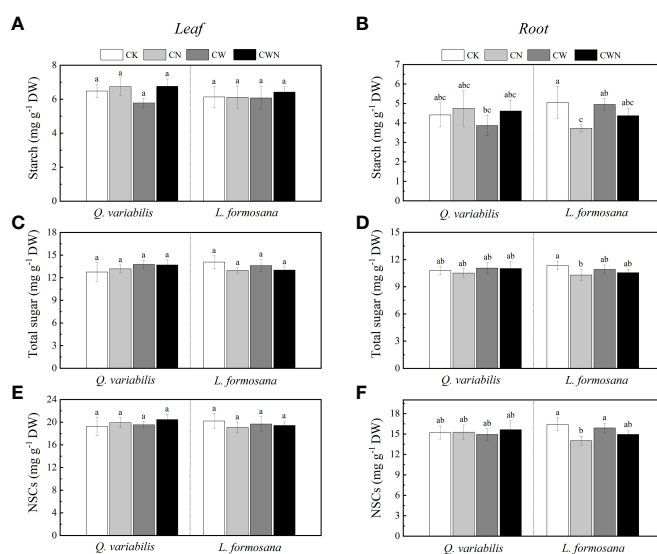 A
Leaf
CK CN CW CWN
Starch (mg g-1 DW)
9
6
3
0
a a a a a a a a
Q. variabilis L. formosana
B
Root
CK CN CW CWN
Starch (mg g-1 DW)
7
6
5
4
3
2
1
0
abc abc bc abc a c ab abc
Q. variabilis L. formosana
C
Total sugar (mg g-1 DW)
18
15
12
9
6
3
0
a a a a a a a a
Q. variabilis L. formosana
D
Total sugar (mg g-1 DW)
15
12
9
6
3
0
ab ab ab ab a b ab ab
Q. variabilis L. formosana
E
NSCs (mg g-1 DW)
24
20
16
12
8
4
0
a a a a a a a a
Q. variabilis L. formosana
F
NSCs (mg g-1 DW)
18
15
12
9
6
3
0
ab ab ab ab a b a ab
Q. variabilis L. formosana